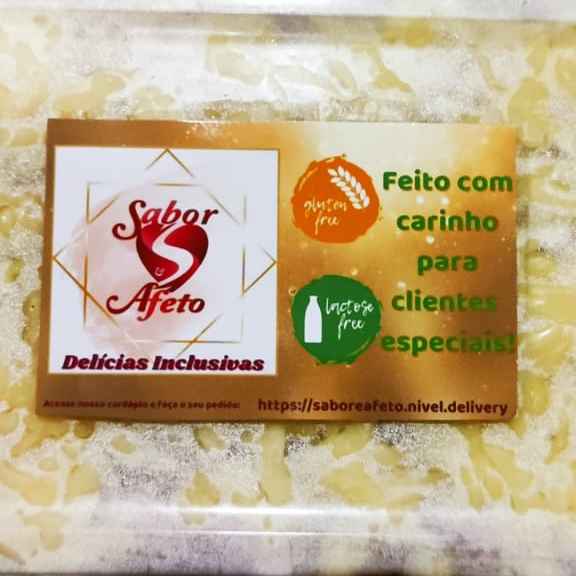 Sabor
&
Afeto
Delícias Inclusivas
gluten
free
lactose
free
Feito com
carinho
para
clientes
especiais!
Acesse nosso cardápio e faça o seu pedido:
https://saboreafeto.nivel.delivery